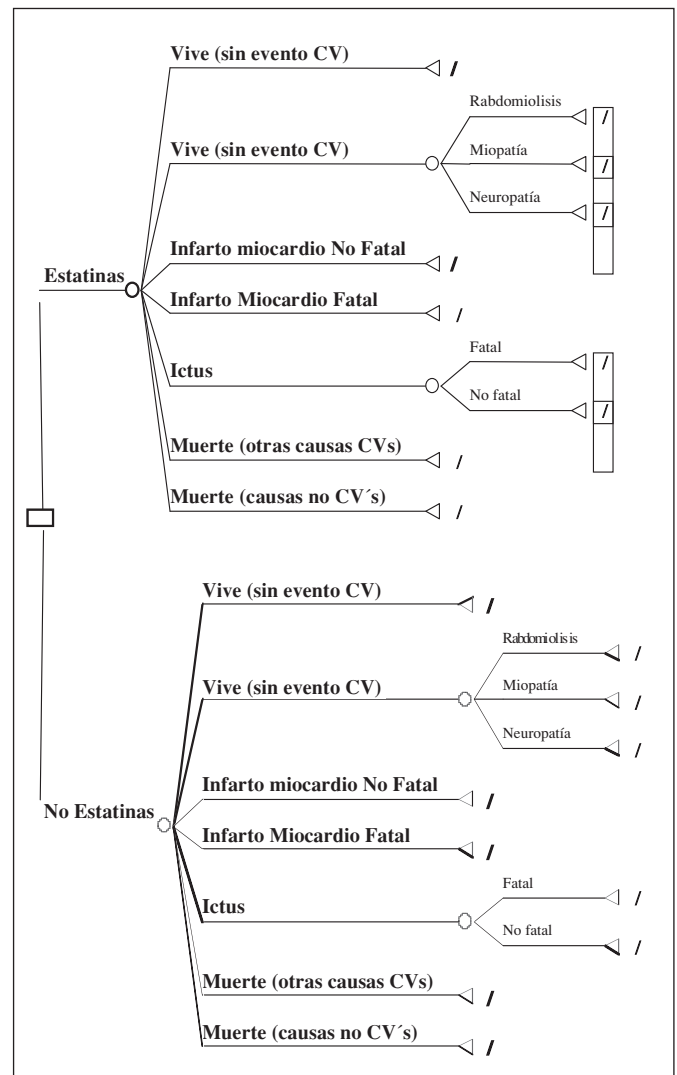 Vive (sin evento CV)
/
Rabdomiolisis
/
Vive (sin evento CV)
Miopatía
/
Neuropatía
/
Infarto miocardio No Fatal
/
Estatinas
Infarto Miocardio Fatal
/
Fatal
/
Ictus
No fatal
/
Muerte (otras causas CVs)
/
Muerte (causas no CV´s)
/
Vive (sin evento CV)
/
Rabdomiolisis
/
Vive (sin evento CV)
Miopatía
/
Neuropatía
/
Infarto miocardio No Fatal
/
No Estatinas
Infarto Miocardio Fatal
/
Fatal
/
Ictus
No fatal
/
Muerte (otras causas CVs)
/
Muerte (causas no CV´s)
/